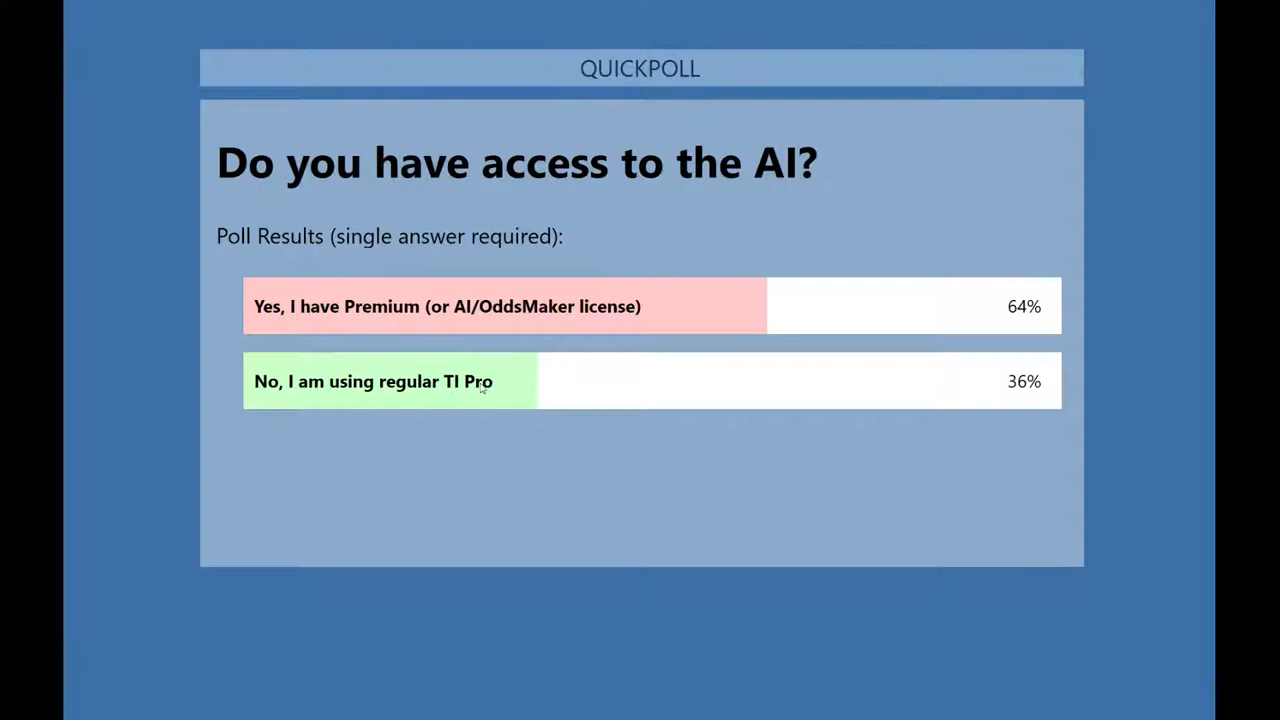 QUICKPOLL
Do you have access to the AI?
Poll Results (single answer required):
Yes, I have Premium (or AI/OddsMaker license) 64%
No, I am using regular TI Pro 36%